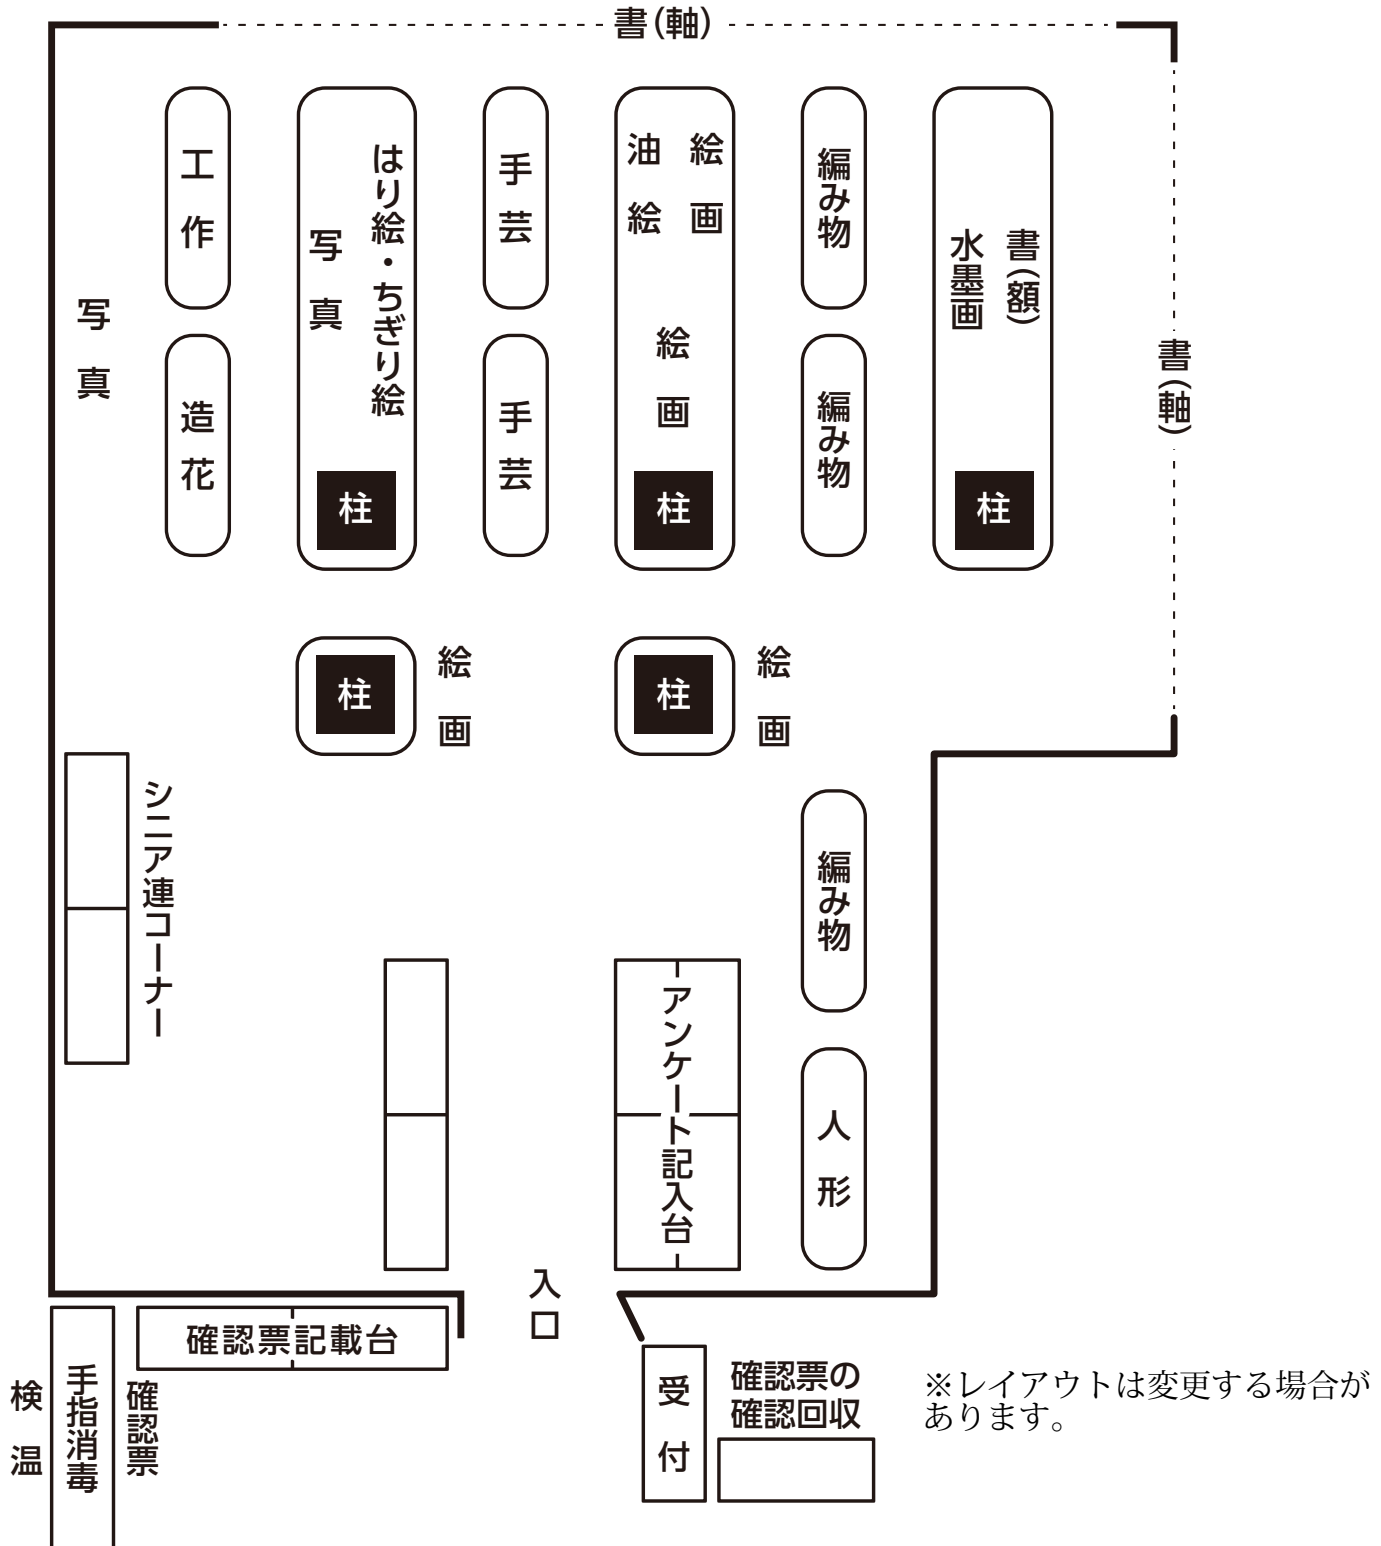 書(軸)
工作
はり絵・ちぎり絵
写真
手芸
絵画
油絵
絵画
編み物
書(額)
水墨画
写真
造花
手芸
編み物
書(軸)
柱
柱
柱
柱
絵画
柱
絵画
シニア連コーナー
編み物
アンケート記入台
人形
入口
確認票記載台
検温
手指消毒
確認票
受付
確認票の
確認回収
※レイアウトは変更する場合が
あります。